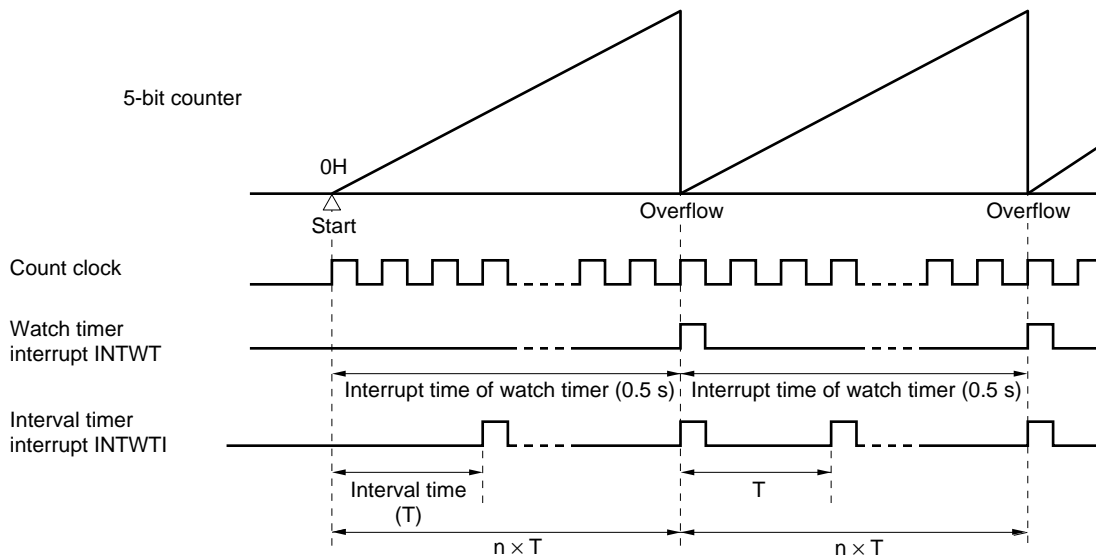 5-bit counter
0H
Start
Overflow
Overflow
Count clock
Watch timer
interrupt INTWT
Interrupt time of watch timer (0.5 s)
Interrupt time of watch timer (0.5 s)
Interval timer
interrupt INTWTI
Interval time
(T)
T
n × T
n × T